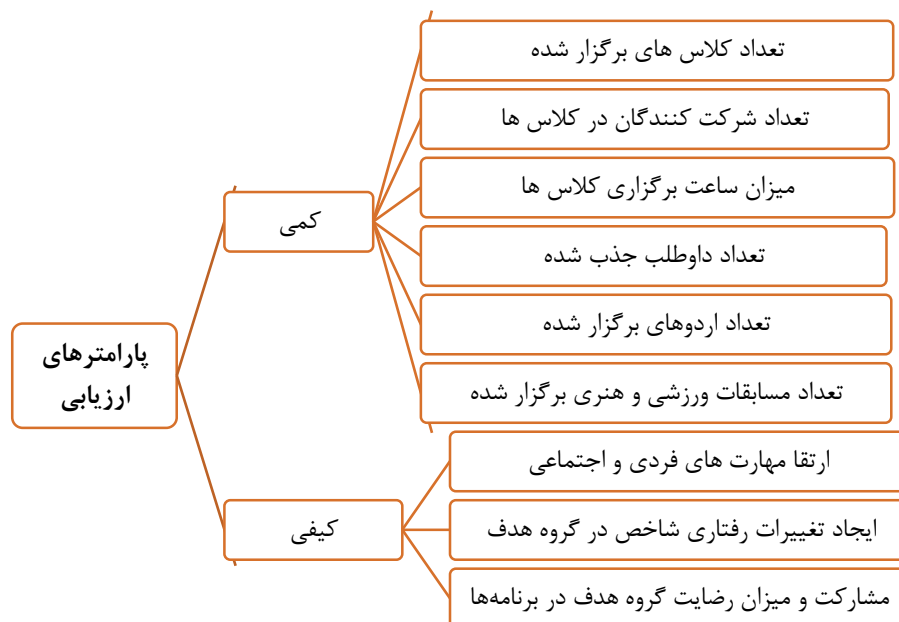 پارامترهای
ارزیابی
کمی
تعداد کلاس های برگزار شده
تعداد شرکت کنندگان در کلاس ها
میزان ساعت برگزاری کلاس ها
تعداد داوطلب جذب شده
تعداد اردوهای برگزار شده
تعداد مسابقات ورزشی و هنری برگزار شده
کیفی
ارتقا مهارت های فردی و اجتماعی
ایجاد تغییرات رفتاری شاخص در گروه هدف
مشارکت و میزان رضایت گروه هدف در برنامه‌ها